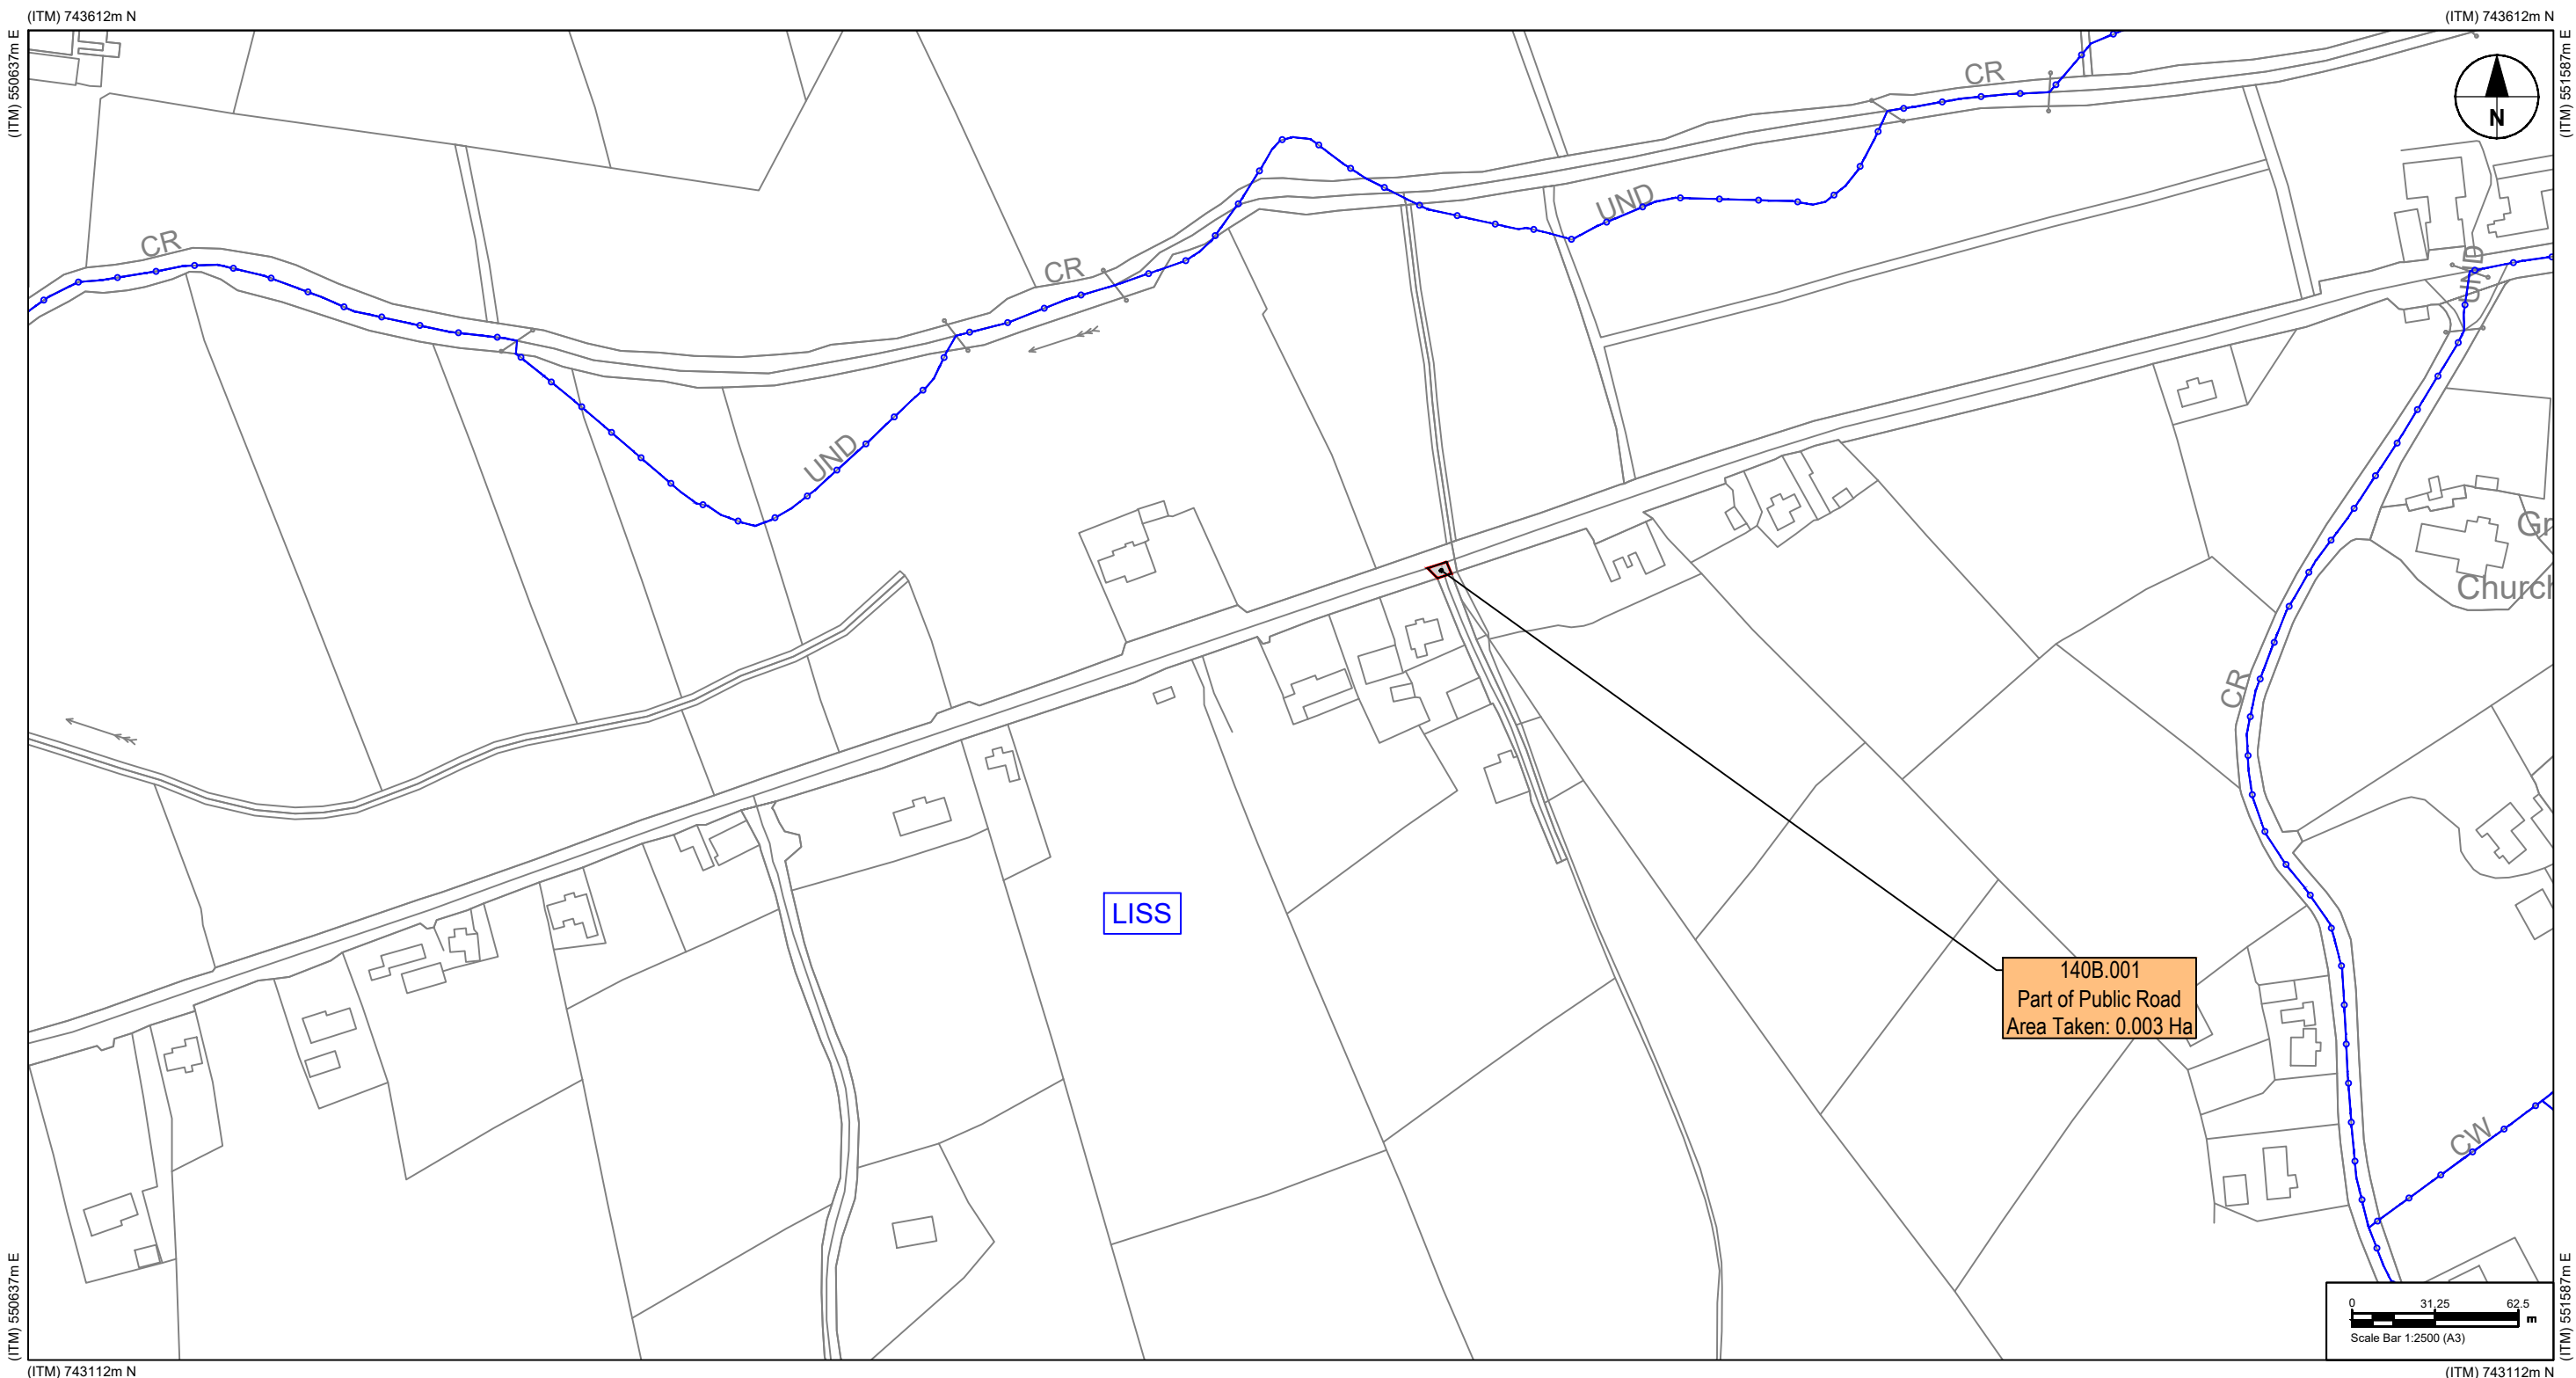 (ITM) 743612m N
(ITM) 743612m N
(ITM) 550637m E
(ITM) 551587m E
CR
N
CR
UND
CR
UND
UND
Gr
Church
CR
LISS
140B.001
Part of Public Road
Area Taken: 0.003 Ha
CW
(ITM) 550637m E
(ITM) 551587m E
0 31.25 62.5
m
Scale Bar 1:2500 (A3)
(ITM) 743112m N
(ITM) 743112m N